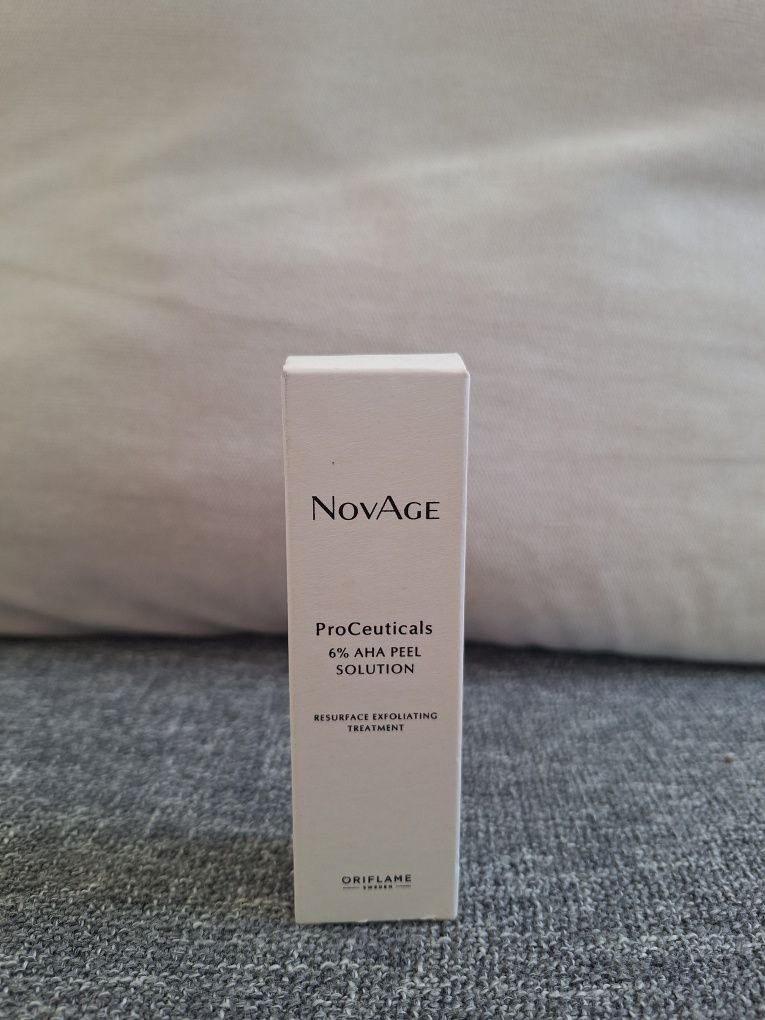 NOVAGE
ProCeuticals
6% AHA PEEL
SOLUTION
RESURFACE EXFOLIATING
TREATMENT
ORIFLAME
SWEDEN